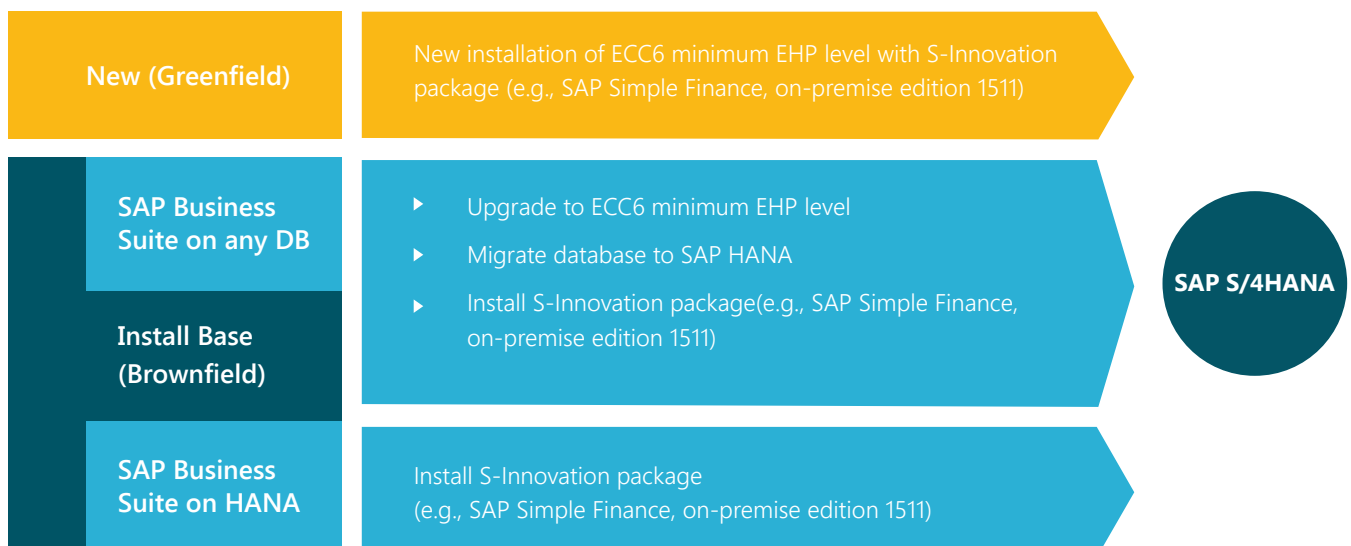 New (Greenfield)
New installation of ECC6 minimum EHP level with S-Innovation
package (e.g., SAP Simple Finance, on-premise edition 1511)
SAP Business
Suite on any DB
Upgrade to ECC6 minimum EHP level
Migrate database to SAP HANA
Install S-Innovation package(e.g., SAP Simple Finance,
on-premise edition 1511)
Install Base
(Brownfield)
SAP Business
Suite on HANA
Install S-Innovation package
(e.g., SAP Simple Finance, on-premise edition 1511)
SAP S/4HANA